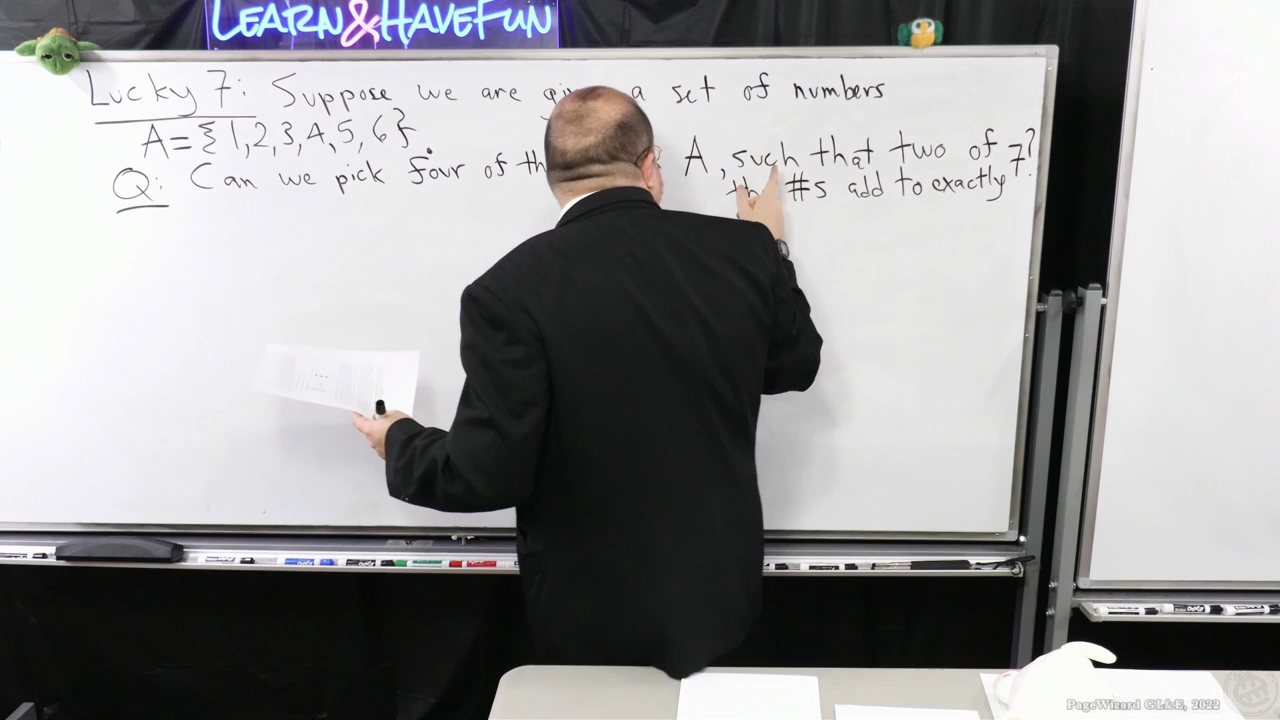 LEARN&HAVEFUN
Lucky 7: Suppose we are a set of numbers
A={1,2,3,4,5,6}.
Q: Can we pick four of A, such that two of
#s add to exactly 7?
PageWizard GL&E, 2022